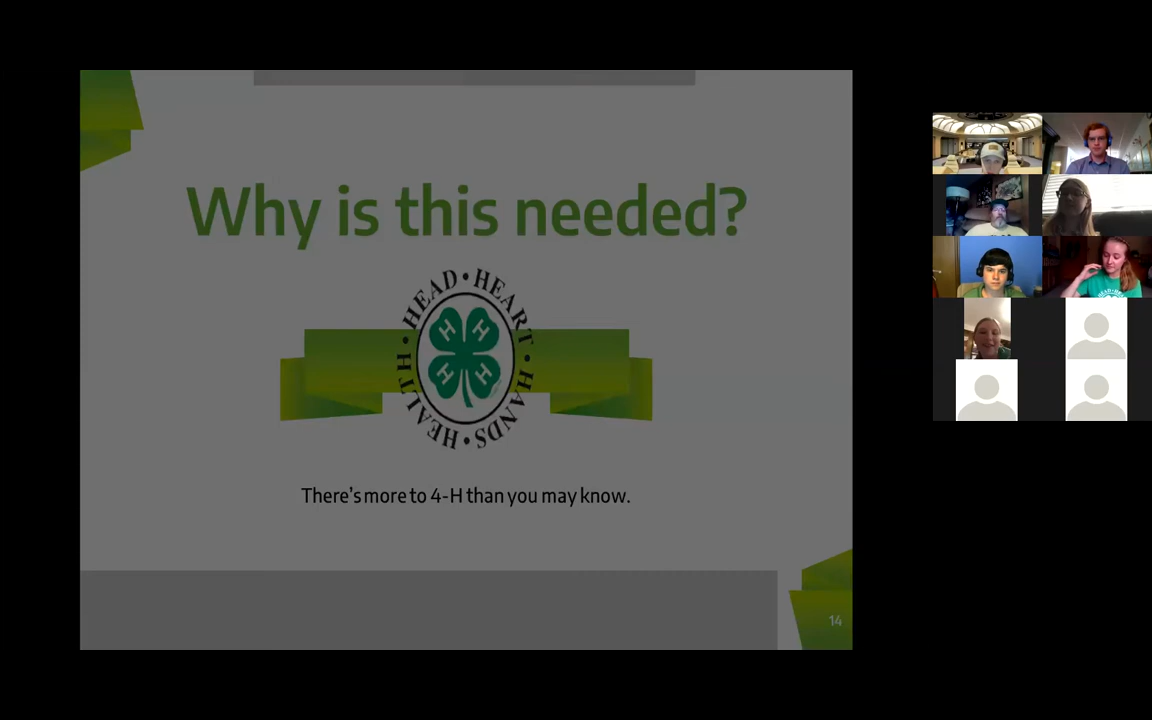 Why is this needed?
HEAD • HEART • HANDS • HEALTH •
H H
H H
There's more to 4-H than you may know.
14